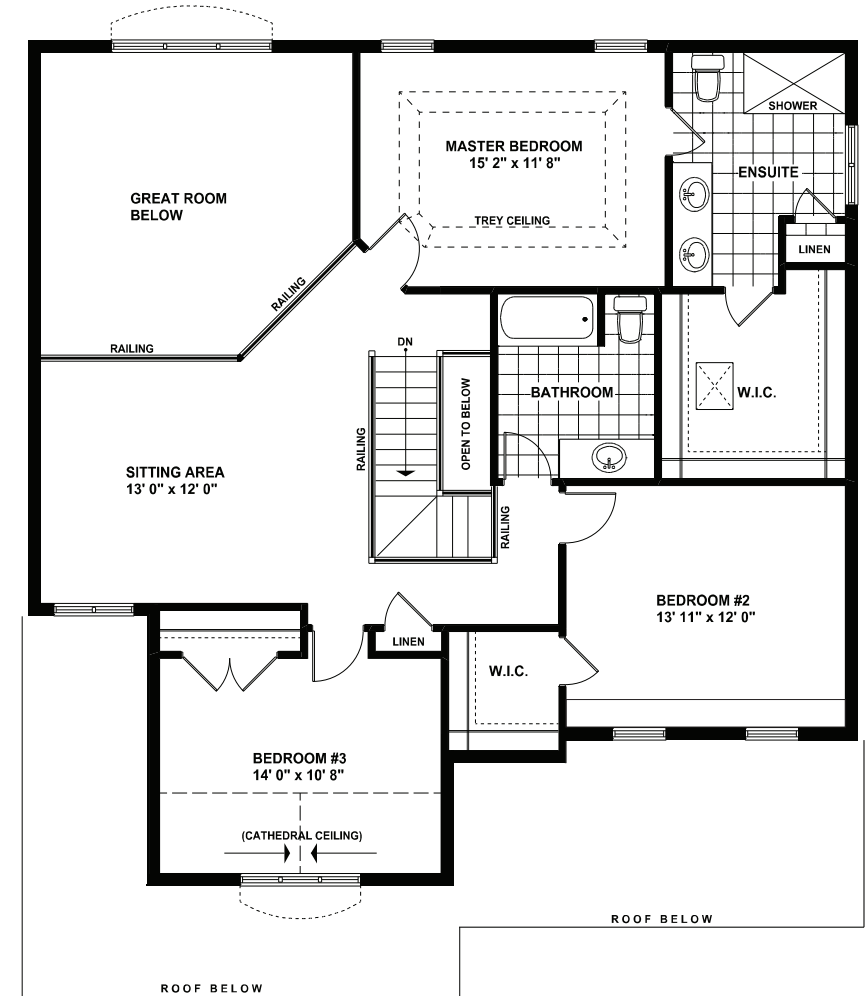 SHOWER
MASTER BEDROOM
15' 2" x 11' 8"
ENSUITE
GREAT ROOM
BELOW
TREY CEILING
LINEN
RAILING
RAILING
DN
BATHROOM
W.I.C.
OPEN TO BELOW
RAILING
SITTING AREA
13' 0" x 12' 0"
RAILING
BEDROOM #2
13' 11" x 12' 0"
LINEN
W.I.C.
BEDROOM #3
14' 0" x 10' 8"
(CATHEDRAL CEILING)
ROOF BELOW
ROOF BELOW